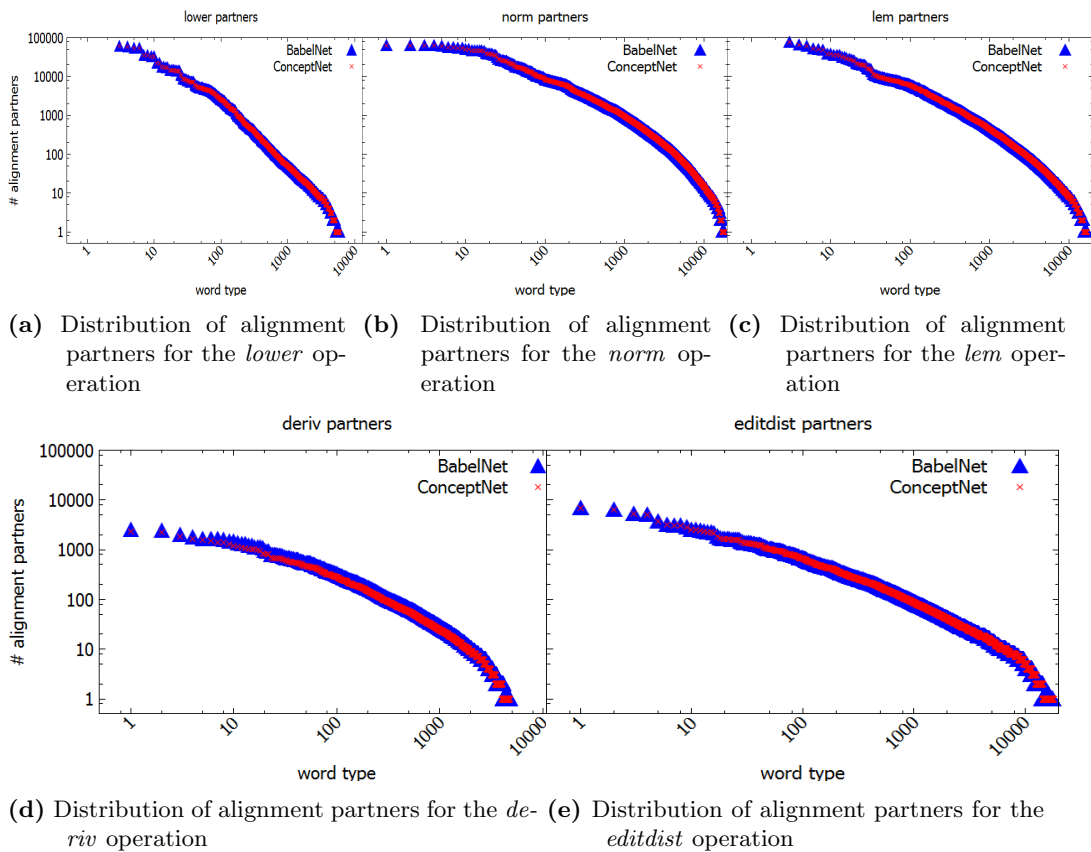 lower partners
norm partners
lem partners
100000
10000
1000
100
10
1
BabelNet
ConceptNet
BabelNet
ConceptNet
BabelNet
ConceptNet
# alignment partners
1
10
100
1000
10000
1
10
100
1000
10000
1
10
100
1000
10000
word type
word type
word type
(a) Distribution of alignment
partners for the lower op-
eration
(b) Distribution of alignment
partners for the norm op-
eration
(c) Distribution of alignment
partners for the lem oper-
ation
deriv partners
editdist partners
100000
10000
1000
100
10
1
BabelNet
ConceptNet
BabelNet
ConceptNet
# alignment partners
1
10
100
1000
10000
1
10
100
1000
10000
word type
word type
(d) Distribution of alignment partners for the de-
riv operation
(e) Distribution of alignment partners for the
editdist operation